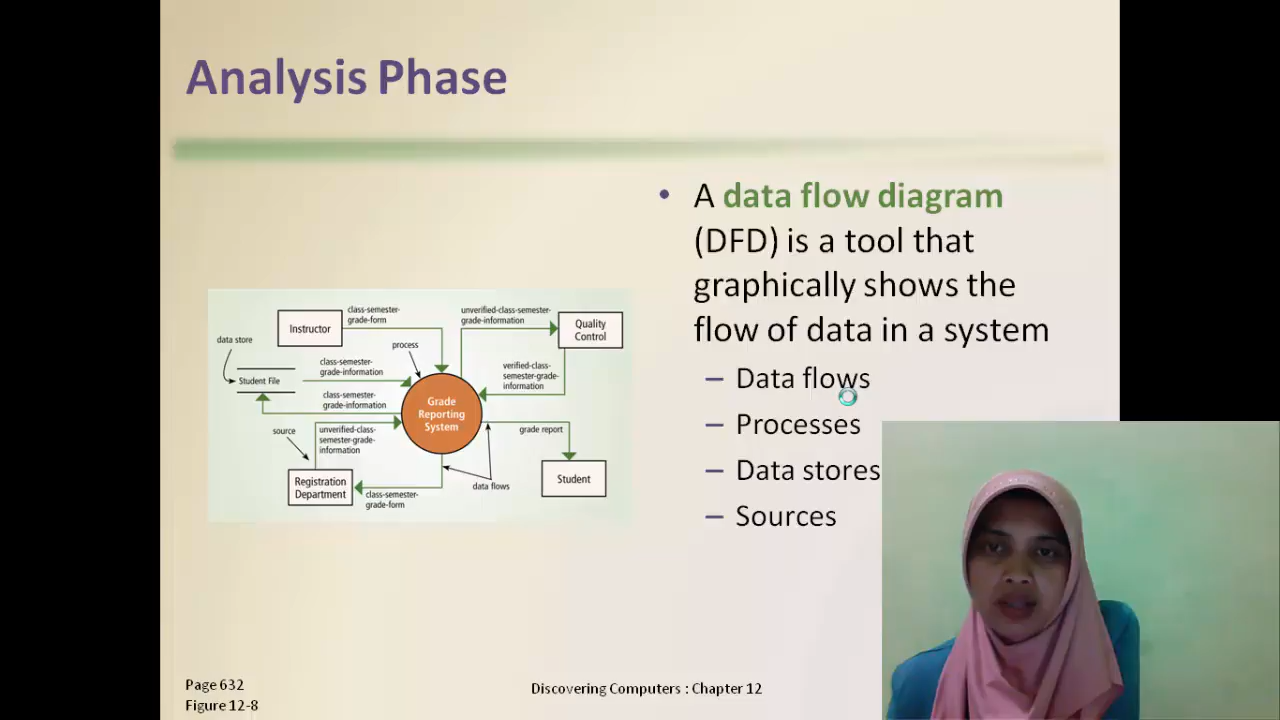 Analysis Phase
• A data flow diagram
(DFD) is a tool that
graphically shows the
flow of data in a system
– Data flows
– Processes
– Data stores
– Sources
Instructor
class-semester-
grade-form
unverified-class-semester-
grade-information
Quality
Control
data store
process
Student File
class-semester-
grade-information
verified-class-
semester-grade-
information
class-semester-
grade-information
Grade
Reporting
System
source
unverified-class-
semester-grade-
information
grade report
Registration
Department
class-semester-
grade-form
data flows
Student
Page 632
Figure 12-8
Discovering Computers : Chapter 12